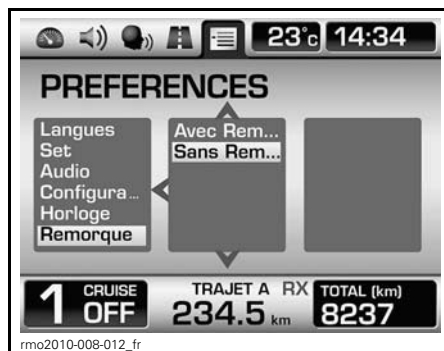 23°c 14:34
PREFERENCES
Langues
Set
Audio
Configura...
Horloge
Remorque
Avec Rem...
Sans Rem...
1 CRUISE OFF
TRAJET A RX
234.5 km
TOTAL (km)
8237
rmo2010-008-012_fr